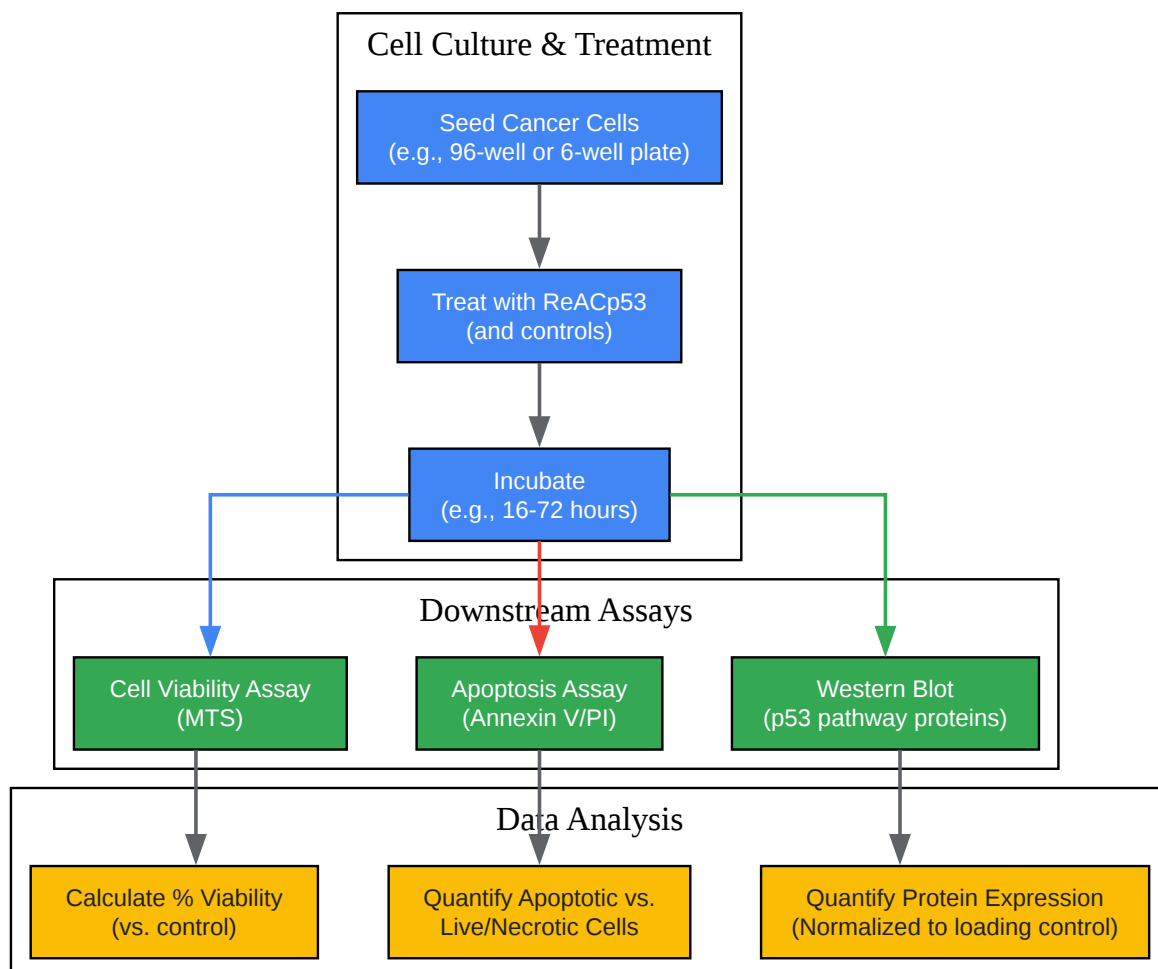 Cell Culture & Treatment
Seed Cancer Cells
(e.g., 96-well or 6-well plate)
Treat with ReACp53
(and controls)
Incubate
(e.g., 16-72 hours)
Downstream Assays
Cell Viability Assay
(MTS)
Apoptosis Assay
(Annexin V/PI)
Western Blot
(p53 pathway proteins)
Data Analysis
Calculate % Viability
(vs. control)
Quantify Apoptotic vs.
Live/Necrotic Cells
Quantify Protein Expression
(Normalized to loading control)